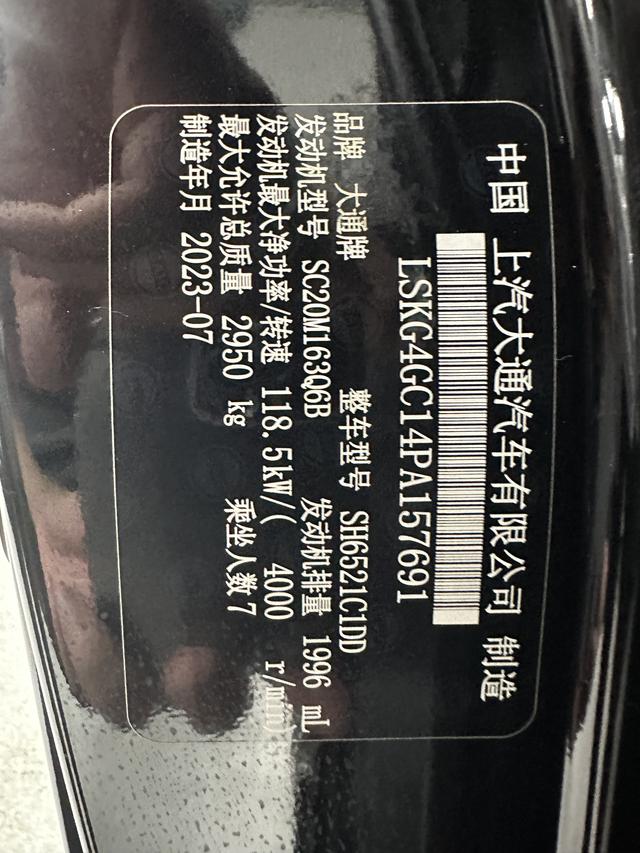 中国 上汽大通汽车有限公司 制造
LSKG4GC14PA157691
品牌 大通牌 整车型号 SH6521C1DD
发动机型号 SC20M163Q6B 发动机排量 1996 mL
发动机最大净功率/转速 118.5kW/( 4000 r/min)
最大允许总质量 2950 kg 乘坐人数 7
制造年月 2023-07